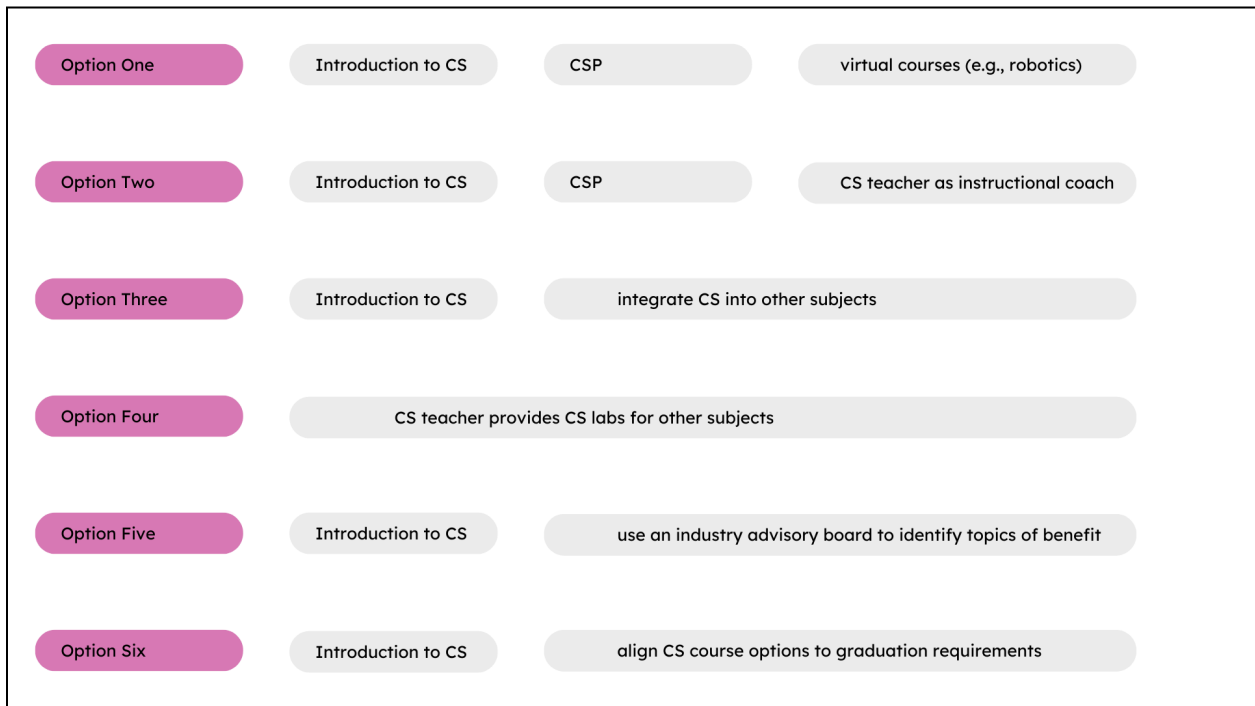 Option One
Introduction to CS
CSP
virtual courses (e.g., robotics)
Option Two
Introduction to CS
CSP
CS teacher as instructional coach
Option Three
Introduction to CS
integrate CS into other subjects
Option Four
CS teacher provides CS labs for other subjects
Option Five
Introduction to CS
use an industry advisory board to identify topics of benefit
Option Six
Introduction to CS
align CS course options to graduation requirements